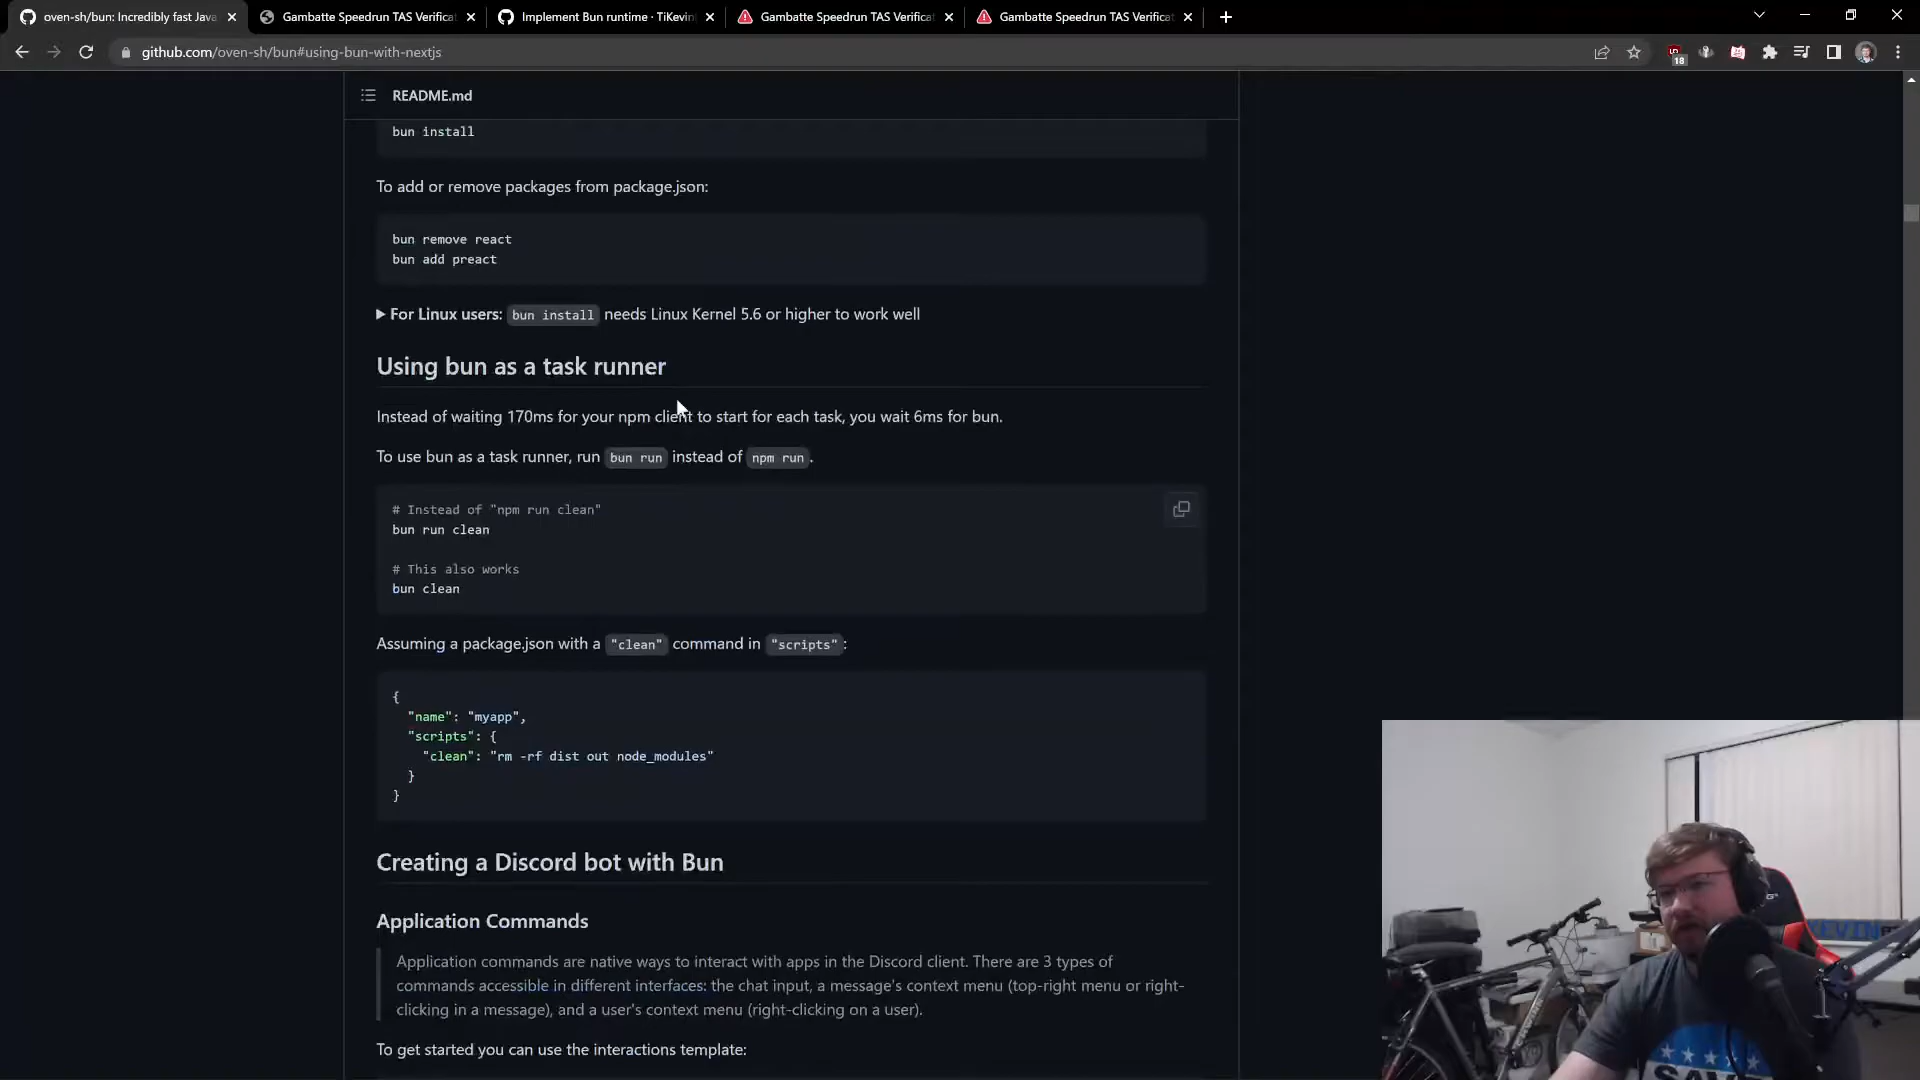 oven-sh/bun: Incredibly fast Java
Gambatte Speedrun TAS Verificat
Implement Bun runtime · TiKevin
Gambatte Speedrun TAS Verificat
Gambatte Speedrun TAS Verificat
github.com/oven-sh/bun#using-bun-with-nextjs
18
README.md
bun install
To add or remove packages from package.json:
bun remove react
bun add preact
For Linux users: bun install needs Linux Kernel 5.6 or higher to work well
Using bun as a task runner
Instead of waiting 170ms for your npm client to start for each task, you wait 6ms for bun.
To use bun as a task runner, run bun run instead of npm run.
# Instead of "npm run clean"
bun run clean
# This also works
bun clean
Assuming a package.json with a "clean" command in "scripts":
{
"name": "myapp",
"scripts": {
"clean": "rm -rf dist out node_modules"
}
}
Creating a Discord bot with Bun
Application Commands
Application commands are native ways to interact with apps in the Discord client. There are 3 types of
commands accessible in different interfaces: the chat input, a message's context menu (top-right menu or right-
clicking in a message), and a user's context menu (right-clicking on a user).
To get started you can use the interactions template: